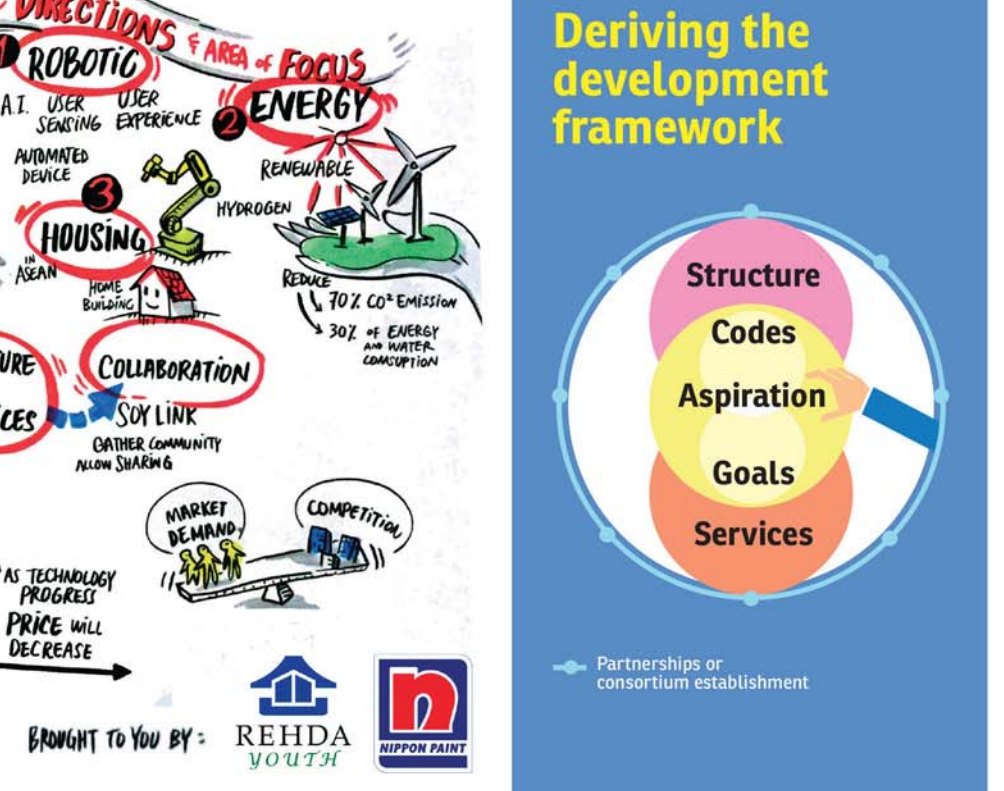 DIRECTIONS & AREA of FOCUS
1 ROBOTIC
A.I. USER SENSING
USER EXPERIENCE
AUTOMATED
DEVICE
2 ENERGY
RENEWABLE
HYDROGEN
REDUCE
70% CO² EMISSION
30% OF ENERGY
AND WATER
COMSUPTION
3
HOUSING
IN
ASEAN
HOME
BUILDING
URE
CES
COLLABORATION
SOY LINK
GATHER COMMUNITY
ALLOW SHARING
MARKET
DEMAND
COMPETITION
AS TECHNOLOGY
PROGRESS
PRICE WILL
DECREASE
BROUGHT TO YOU BY:
REHDA
YOUTH
n
NIPPON PAINT
Deriving the
development
framework
Structure
Codes
Aspiration
Goals
Services
Partnerships or
consortium establishment